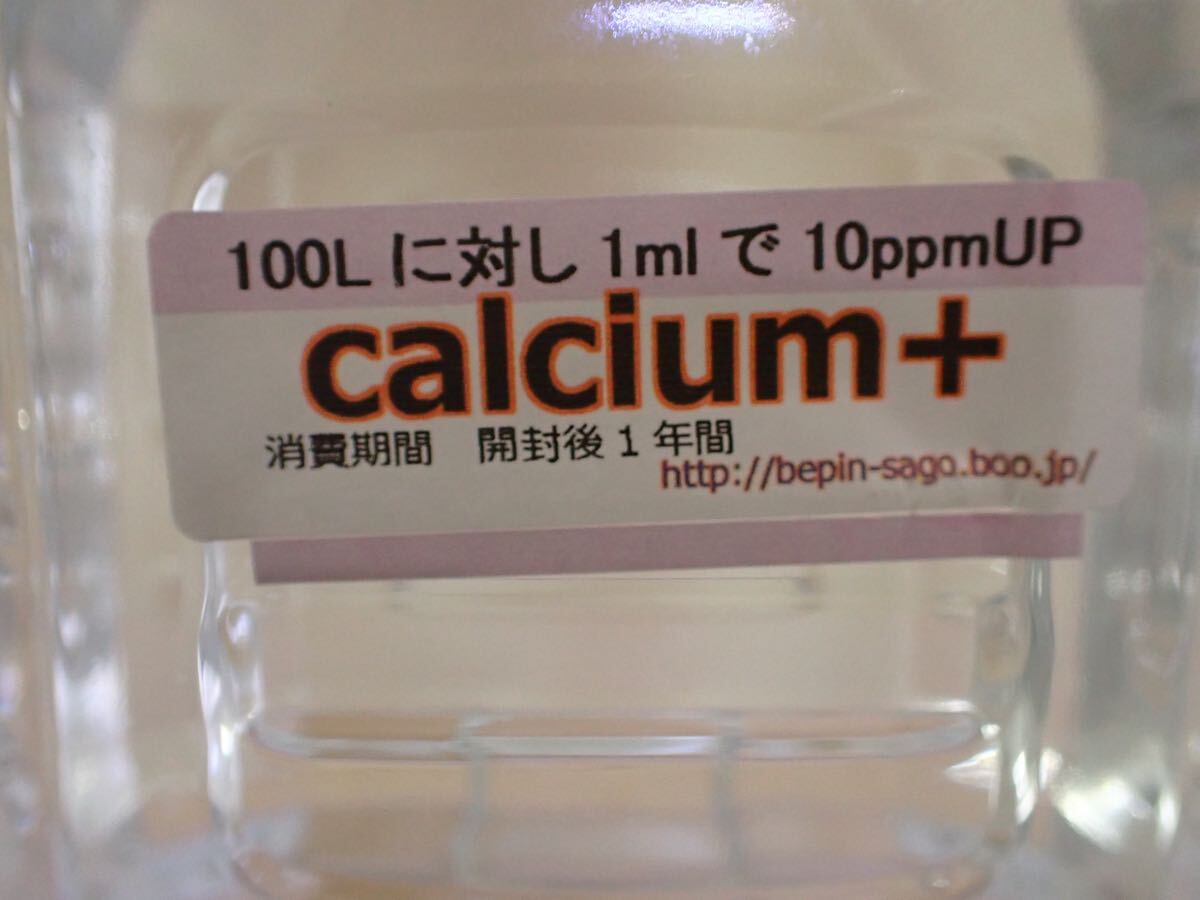 100L に対し 1ml で 10ppmUP
calcium+
消費期間　開封後 1 年間
http://bepin-sago.boo.jp/